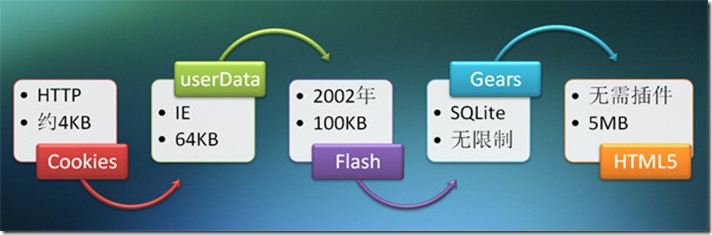 • HTTP
• 约4KB
Cookies
userData
• IE
• 64KB
• 2002年
• 100KB
Flash
Gears
• SQLite
• 无限制
• 无需插件
• 5MB
HTML5